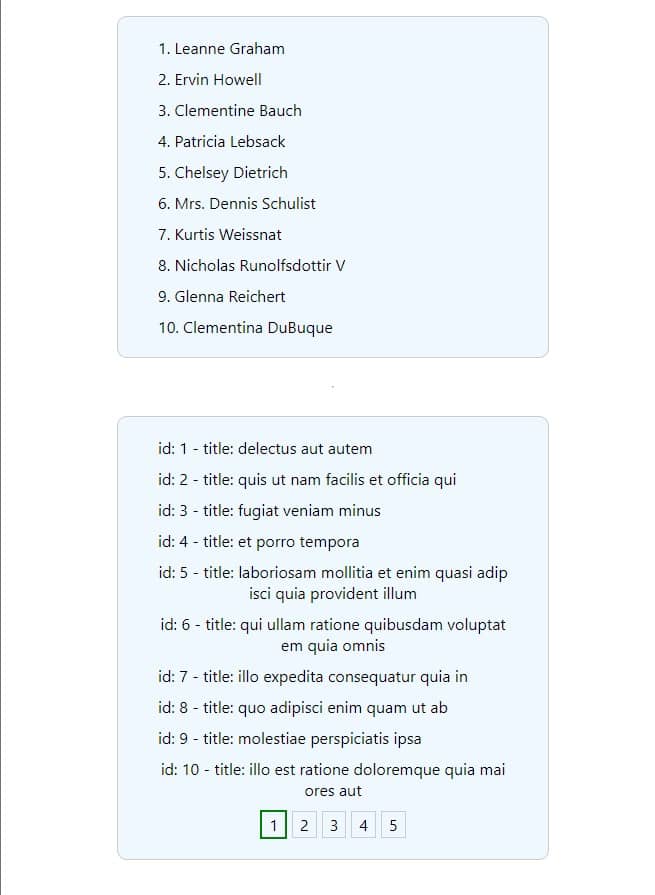 1. Leanne Graham
2. Ervin Howell
3. Clementine Bauch
4. Patricia Lebsack
5. Chelsey Dietrich
6. Mrs. Dennis Schulist
7. Kurtis Weissnat
8. Nicholas Runolfsdottir V
9. Glenna Reichert
10. Clementina DuBuque
.
id: 1 - title: delectus aut autem
id: 2 - title: quis ut nam facilis et officia qui
id: 3 - title: fugiat veniam minus
id: 4 - title: et porro tempora
id: 5 - title: laboriosam mollitia et enim quasi adip
isci quia provident illum
id: 6 - title: qui ullam ratione quibusdam voluptat
em quia omnis
id: 7 - title: illo expedita consequatur quia in
id: 8 - title: quo adipisci enim quam ut ab
id: 9 - title: molestiae perspiciatis ipsa
id: 10 - title: illo est ratione doloremque quia mai
ores aut
1 2 3 4 5